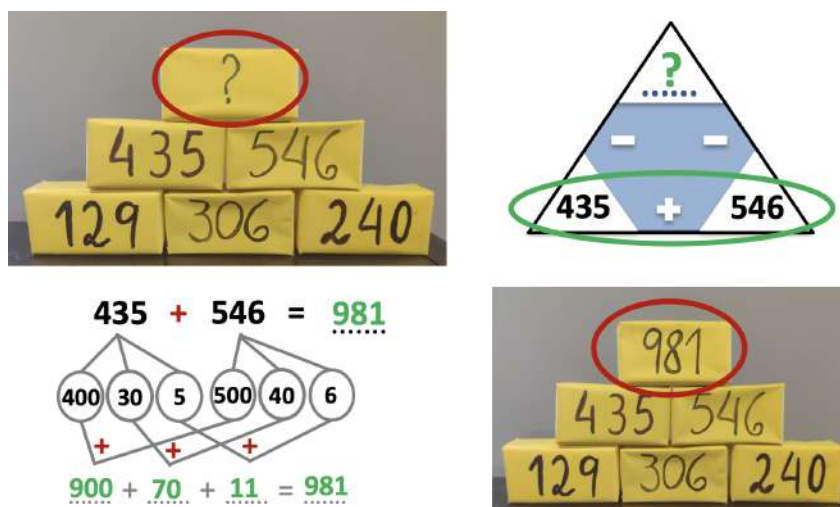 ?
435 546
129 306 240
?
......
- -
435 + 546
435 + 546 = 981
400 30 5 500 40 6
+ + +
900 + 70 + 11 = 981
981
435 546
129 306 240